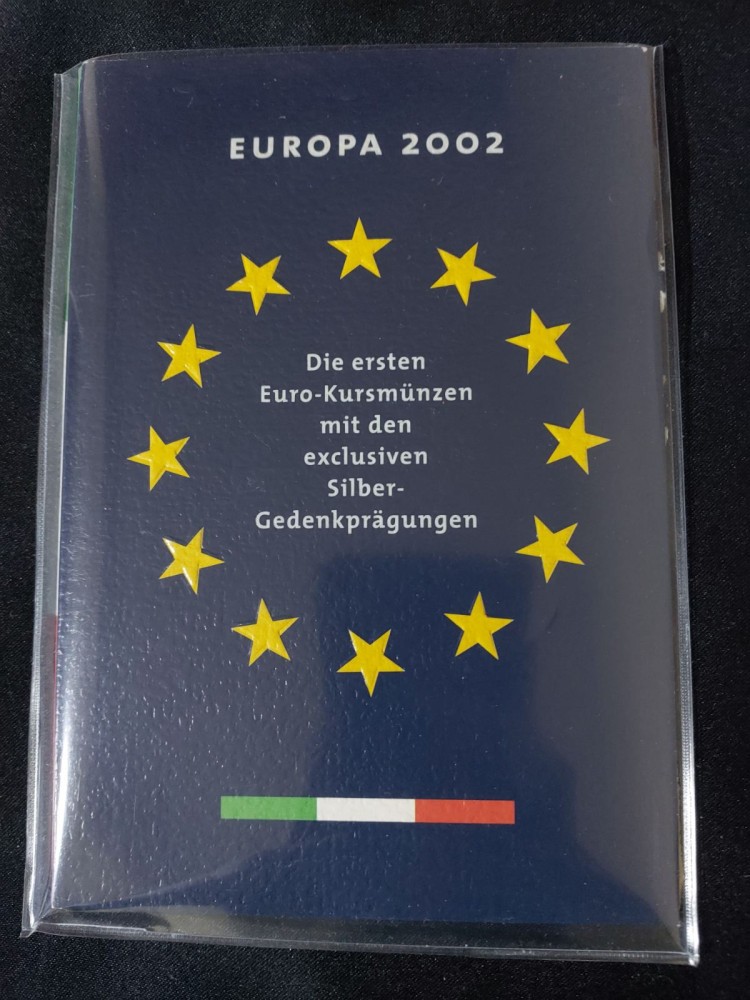 EUROPA 2002
Die ersten
Euro-Kursmünzen
mit den
exclusiven
Silber-
Gedenkprägungen